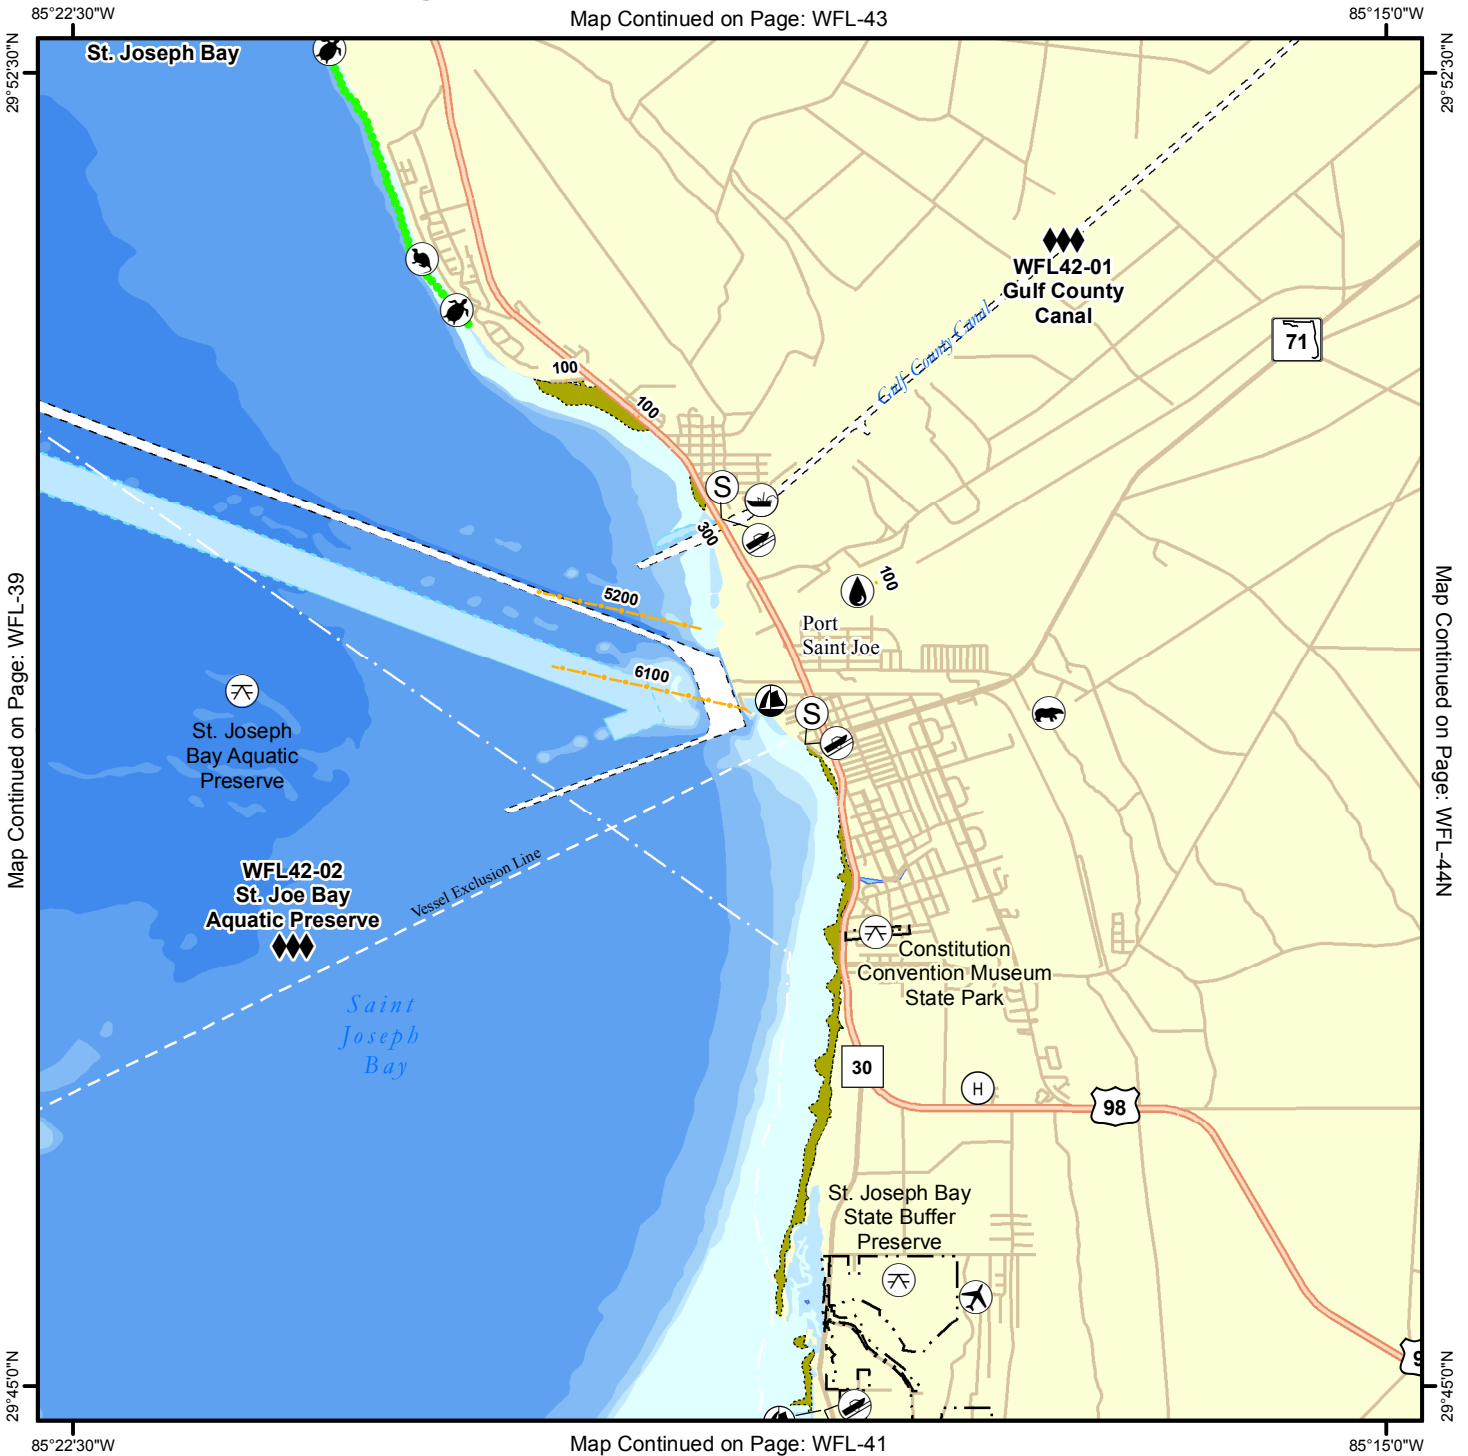 85°22'30"W
Map Continued on Page: WFL-43
85°15'0"W
29°52'30"N
29°52'30"N
St. Joseph Bay
WFL42-01
Gulf County
Canal
Gulf County Canal
71
100
100
S
300
100
5200
Port
Saint Joe
6100
S
Map Continued on Page: WFL-39
Map Continued on Page: WFL-44N
St. Joseph
Bay Aquatic
Preserve
Vessel Exclusion Line
WFL42-02
St. Joe Bay
Aquatic Preserve
Constitution
Convention Museum
State Park
Saint
Joseph
Bay
30
H
98
St. Joseph Bay
State Buffer
Preserve
9
29°45'0"N
29°45'0"N
85°22'30"W
Map Continued on Page: WFL-41
85°15'0"W